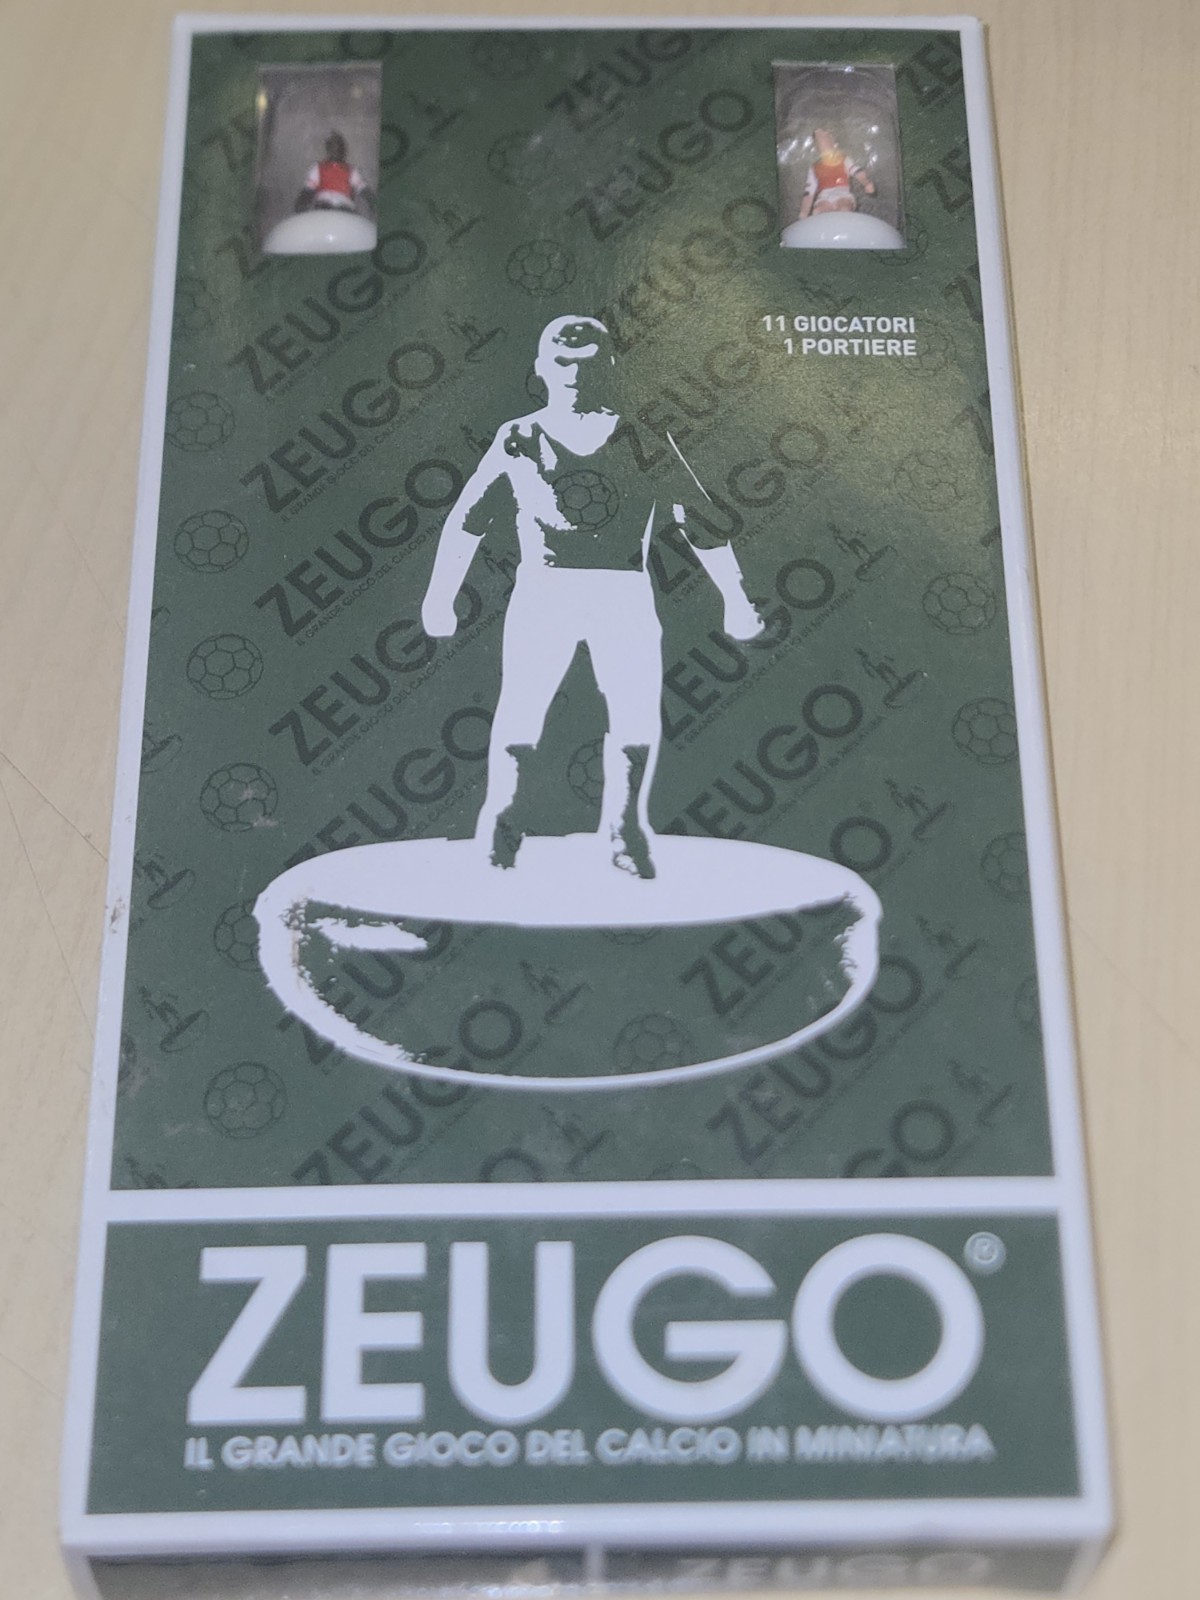 11 GIOCATORI
1 PORTIERE
ZEUGO®
IL GRANDE GIOCO DEL CALCIO IN MINIATURA
ZEUGO